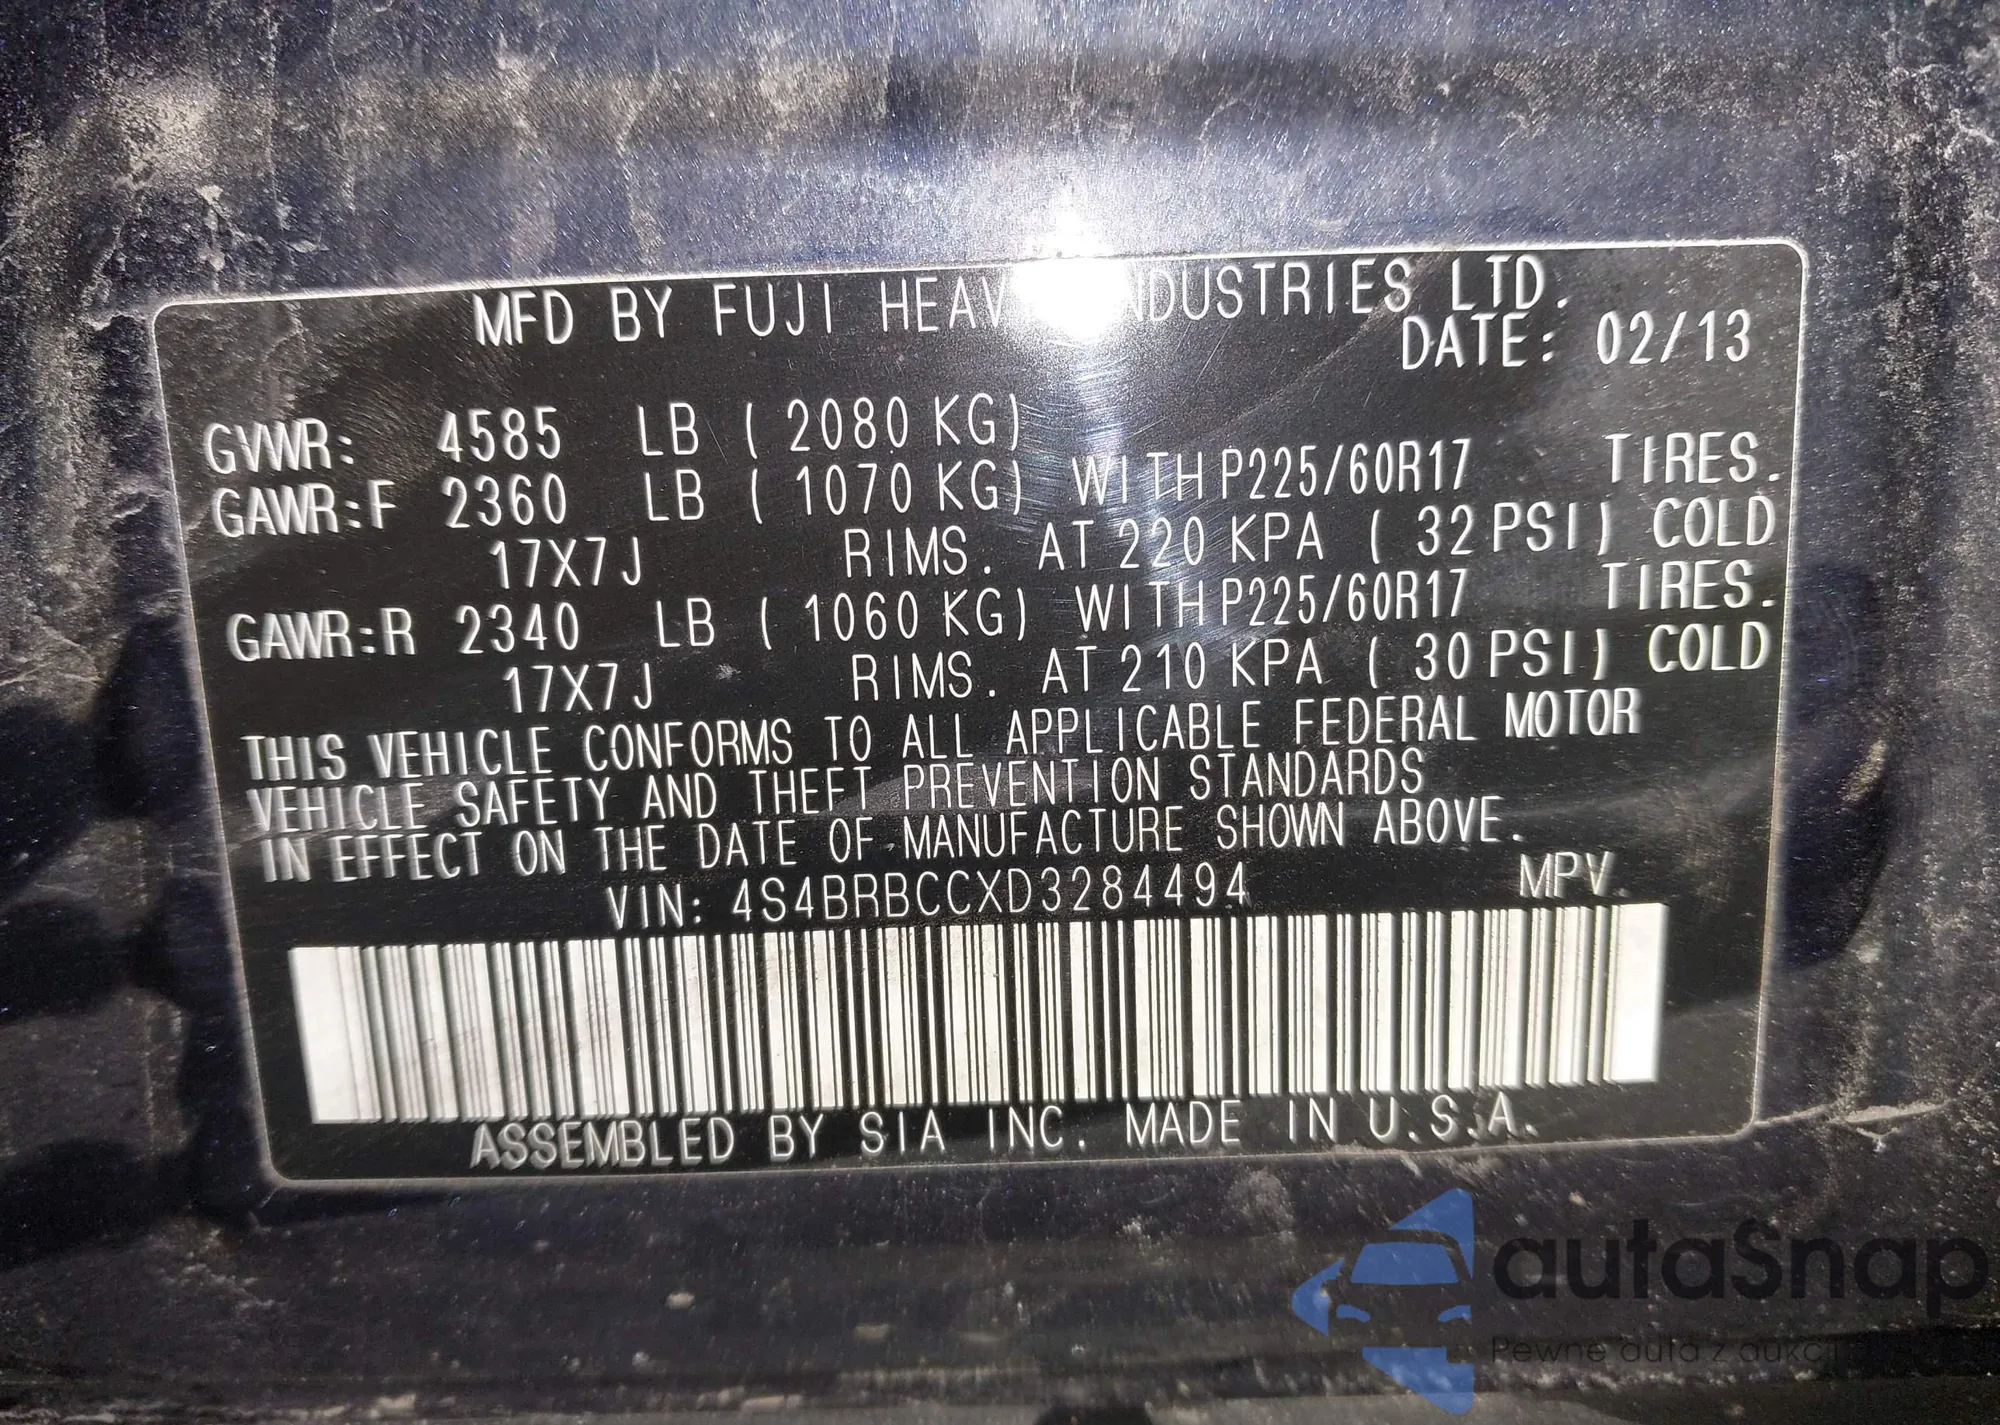 MFD BY FUJI HEAVY INDUSTRIES LTD.
DATE: 02/13
GVWR: 4585 LB ( 2080 KG)
GAWR:F 2360 LB ( 1070 KG) WITH P225/60R17 TIRES.
17X7J RIMS. AT 220 KPA ( 32 PSI) COLD
GAWR:R 2340 LB ( 1060 KG) WITH P225/60R17 TIRES.
17X7J RIMS. AT 210 KPA ( 30 PSI) COLD
THIS VEHICLE CONFORMS TO ALL APPLICABLE FEDERAL MOTOR
VEHICLE SAFETY AND THEFT PREVENTION STANDARDS
IN EFFECT ON THE DATE OF MANUFACTURE SHOWN ABOVE.
VIN: 4S4BRBCCXD3284494 MPV
ASSEMBLED BY SIA INC. MADE IN U.S.A.
autaSnap
Pewne auta z